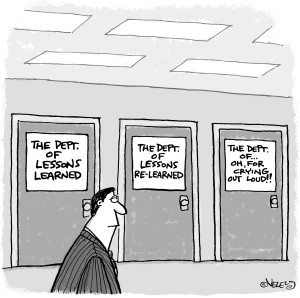 THE DEPT.
OF
LESSONS
LEARNED
THE DEPT.
OF
LESSONS
RE-LEARNED
THE DEPT.
OF...
OH, FOR
CRYING
OUT LOUD!!